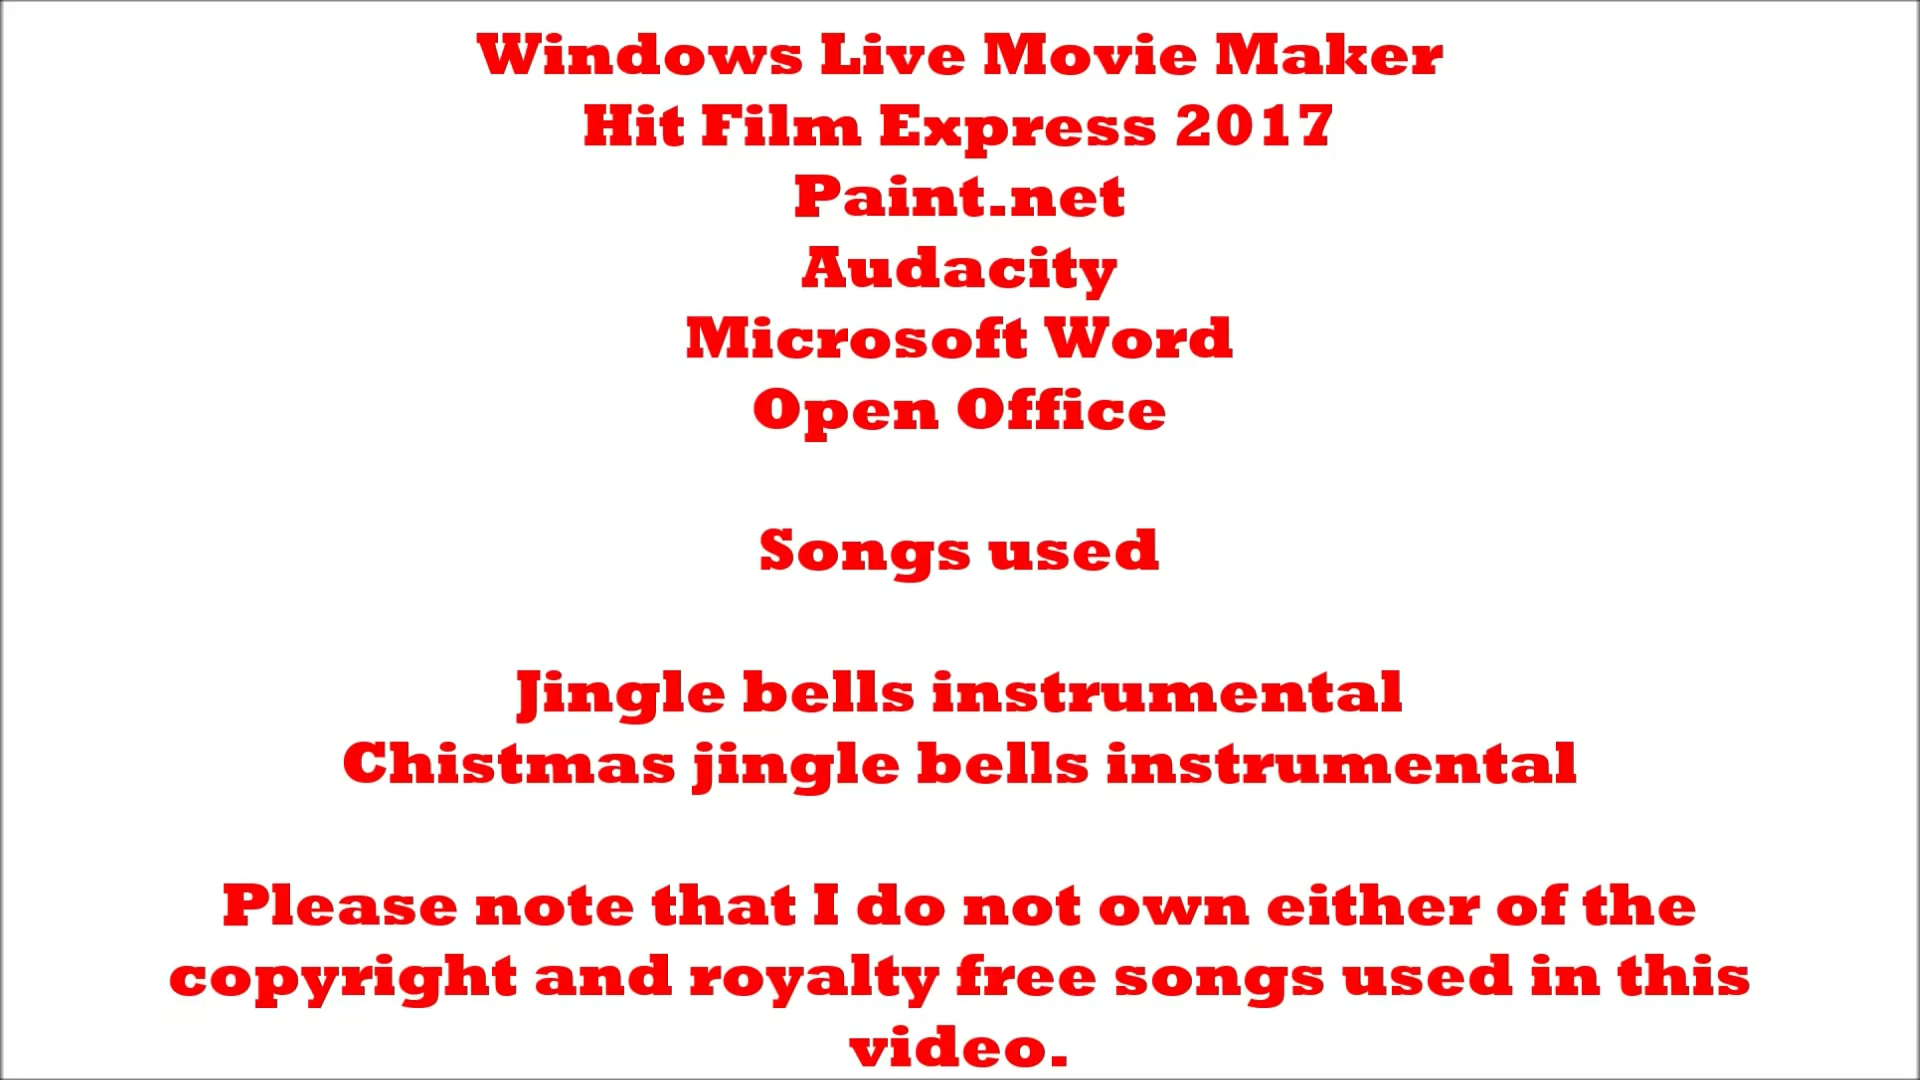 Windows Live Movie Maker
Hit Film Express 2017
Paint.net
Audacity
Microsoft Word
Open Office
Songs used
Jingle bells instrumental
Chistmas jingle bells instrumental
Please note that I do not own either of the
copyright and royalty free songs used in this
video.